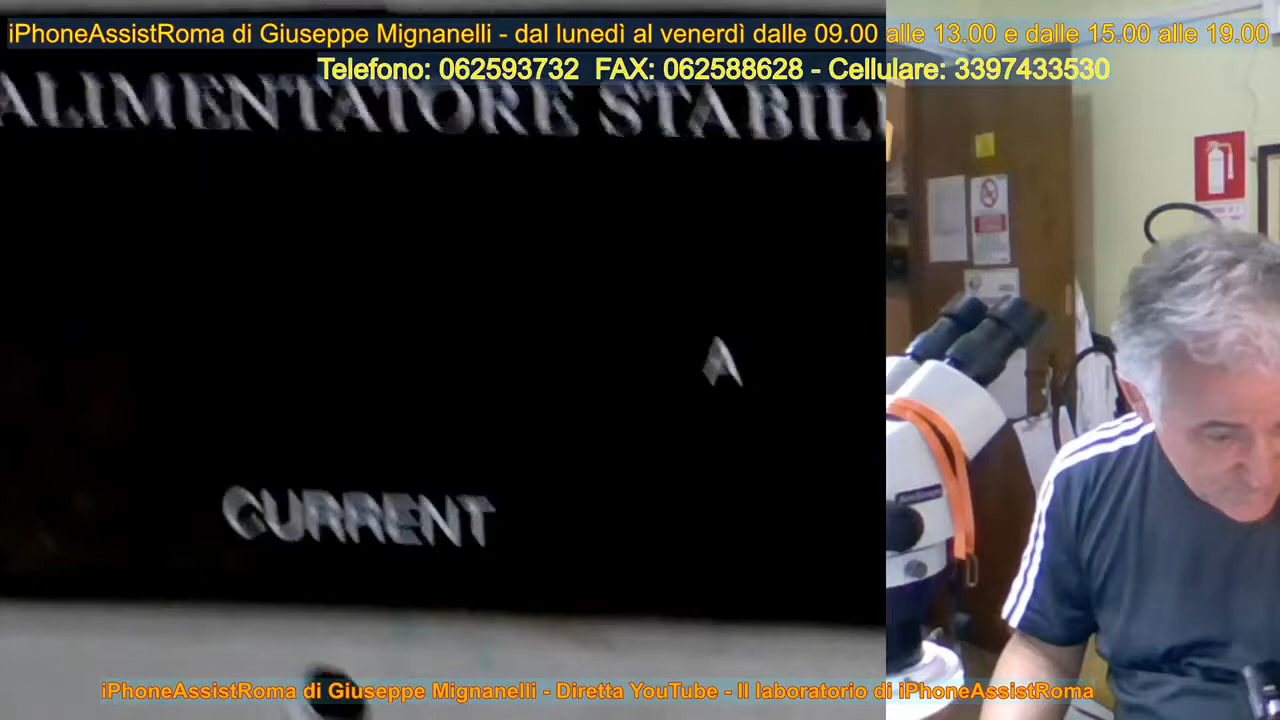 iPhoneAssistRoma di Giuseppe Mignanelli - dal lunedì al venerdì dalle 09.00 alle 13.00 e dalle 15.00 alle 19.00
Telefono: 062593732 FAX: 062588628 - Cellulare: 3397433530
ALIMENTATORE STABILI
A
CURRENT
iPhoneAssistRoma di Giuseppe Mignanelli - Diretta YouTube - Il laboratorio di iPhoneAssistRoma